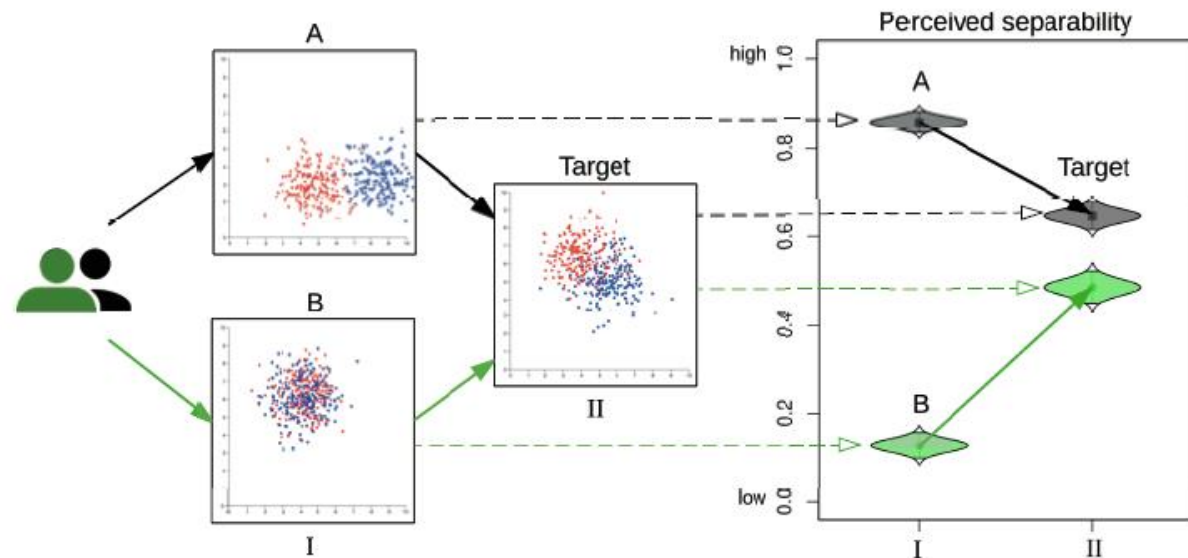 A
Target
B
I
II
Perceived separability
high
1.0
A
0.8
Target
0.6
0.4
B
0.2
low
0.0
I
II